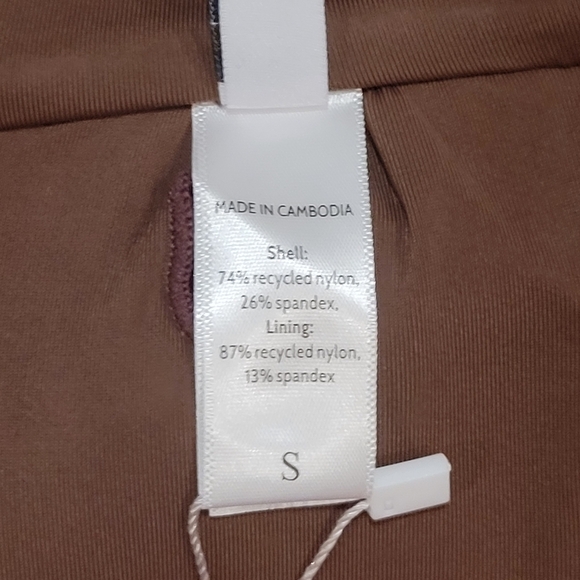 MADE IN CAMBODIA
Shell:
74% recycled nylon,
26% spandex,
Lining:
87% recycled nylon,
13% spandex
S